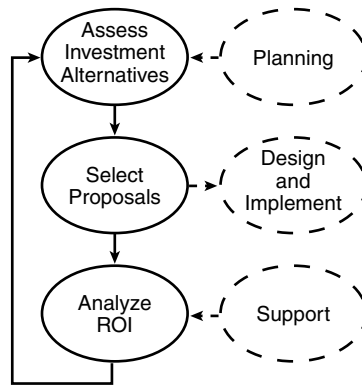 Assess
Investment
Alternatives
Planning
Select
Proposals
Design
and
Implement
Analyze
ROI
Support